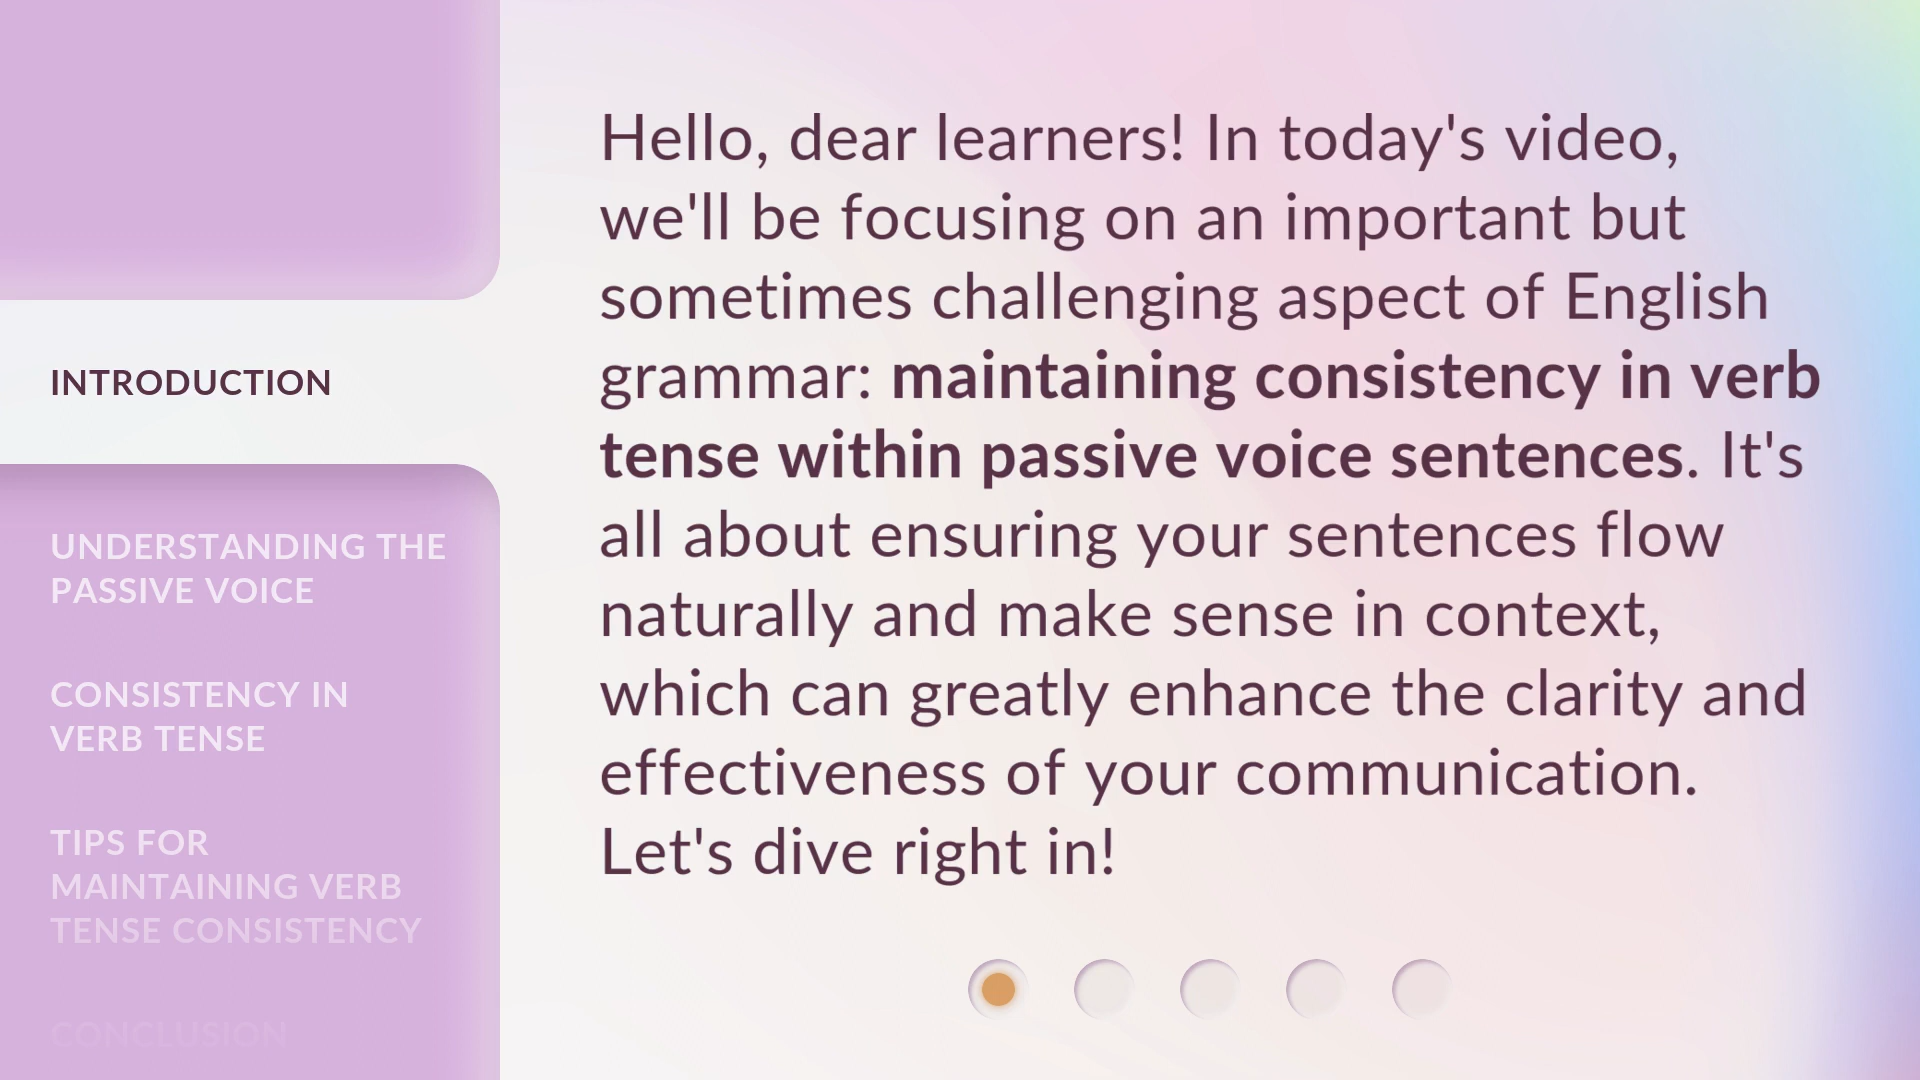 INTRODUCTION
UNDERSTANDING THE
PASSIVE VOICE
CONSISTENCY IN
VERB TENSE
TIPS FOR
MAINTAINING VERB
TENSE CONSISTENCY
CONCLUSION
Hello, dear learners! In today's video,
we'll be focusing on an important but
sometimes challenging aspect of English
grammar: maintaining consistency in verb
tense within passive voice sentences. It's
all about ensuring your sentences flow
naturally and make sense in context,
which can greatly enhance the clarity and
effectiveness of your communication.
Let's dive right in!